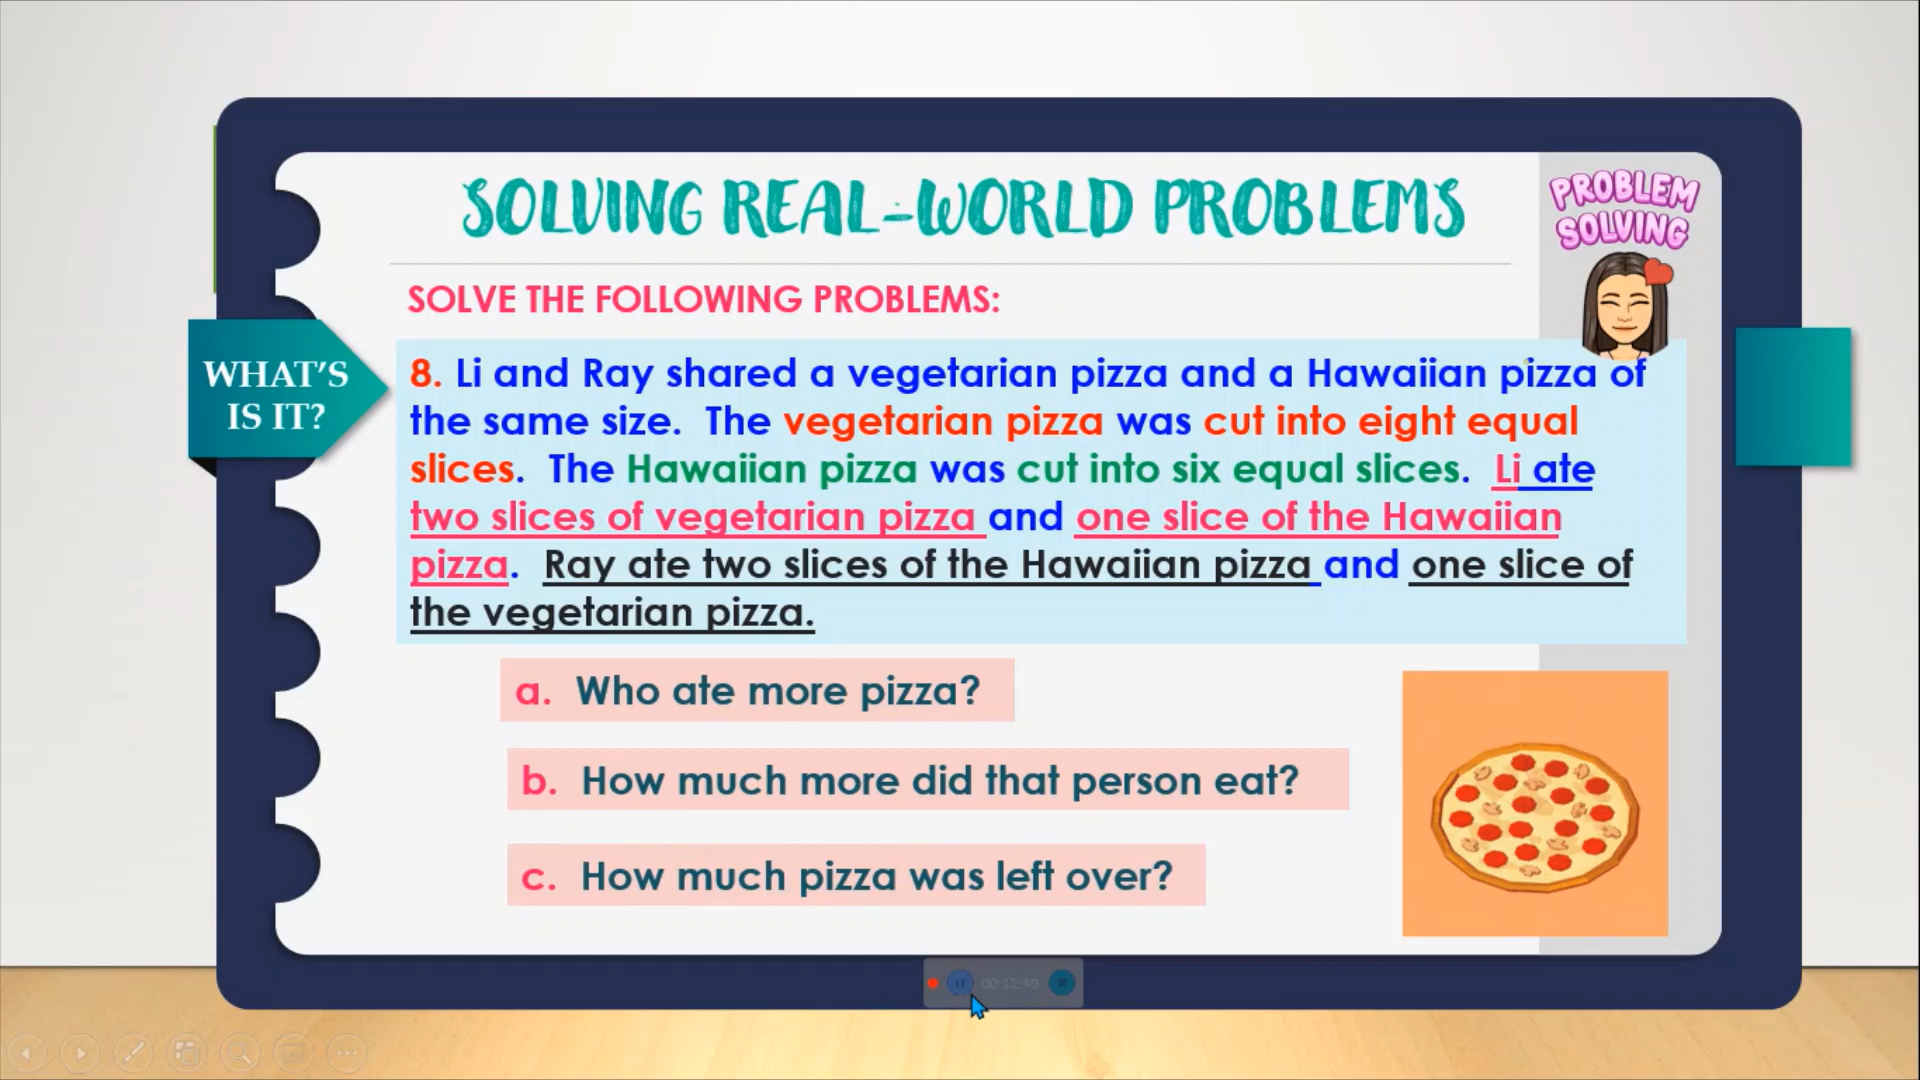 SOLVING REAL-WORLD PROBLEMS
PROBLEM
SOLVING
SOLVE THE FOLLOWING PROBLEMS:
WHAT'S
IS IT?
8. Li and Ray shared a vegetarian pizza and a Hawaiian pizza of
the same size. The vegetarian pizza was cut into eight equal
slices. The Hawaiian pizza was cut into six equal slices. Li ate
two slices of vegetarian pizza and one slice of the Hawaiian
pizza. Ray ate two slices of the Hawaiian pizza and one slice of
the vegetarian pizza.
a. Who ate more pizza?
b. How much more did that person eat?
c. How much pizza was left over?
00:12:49